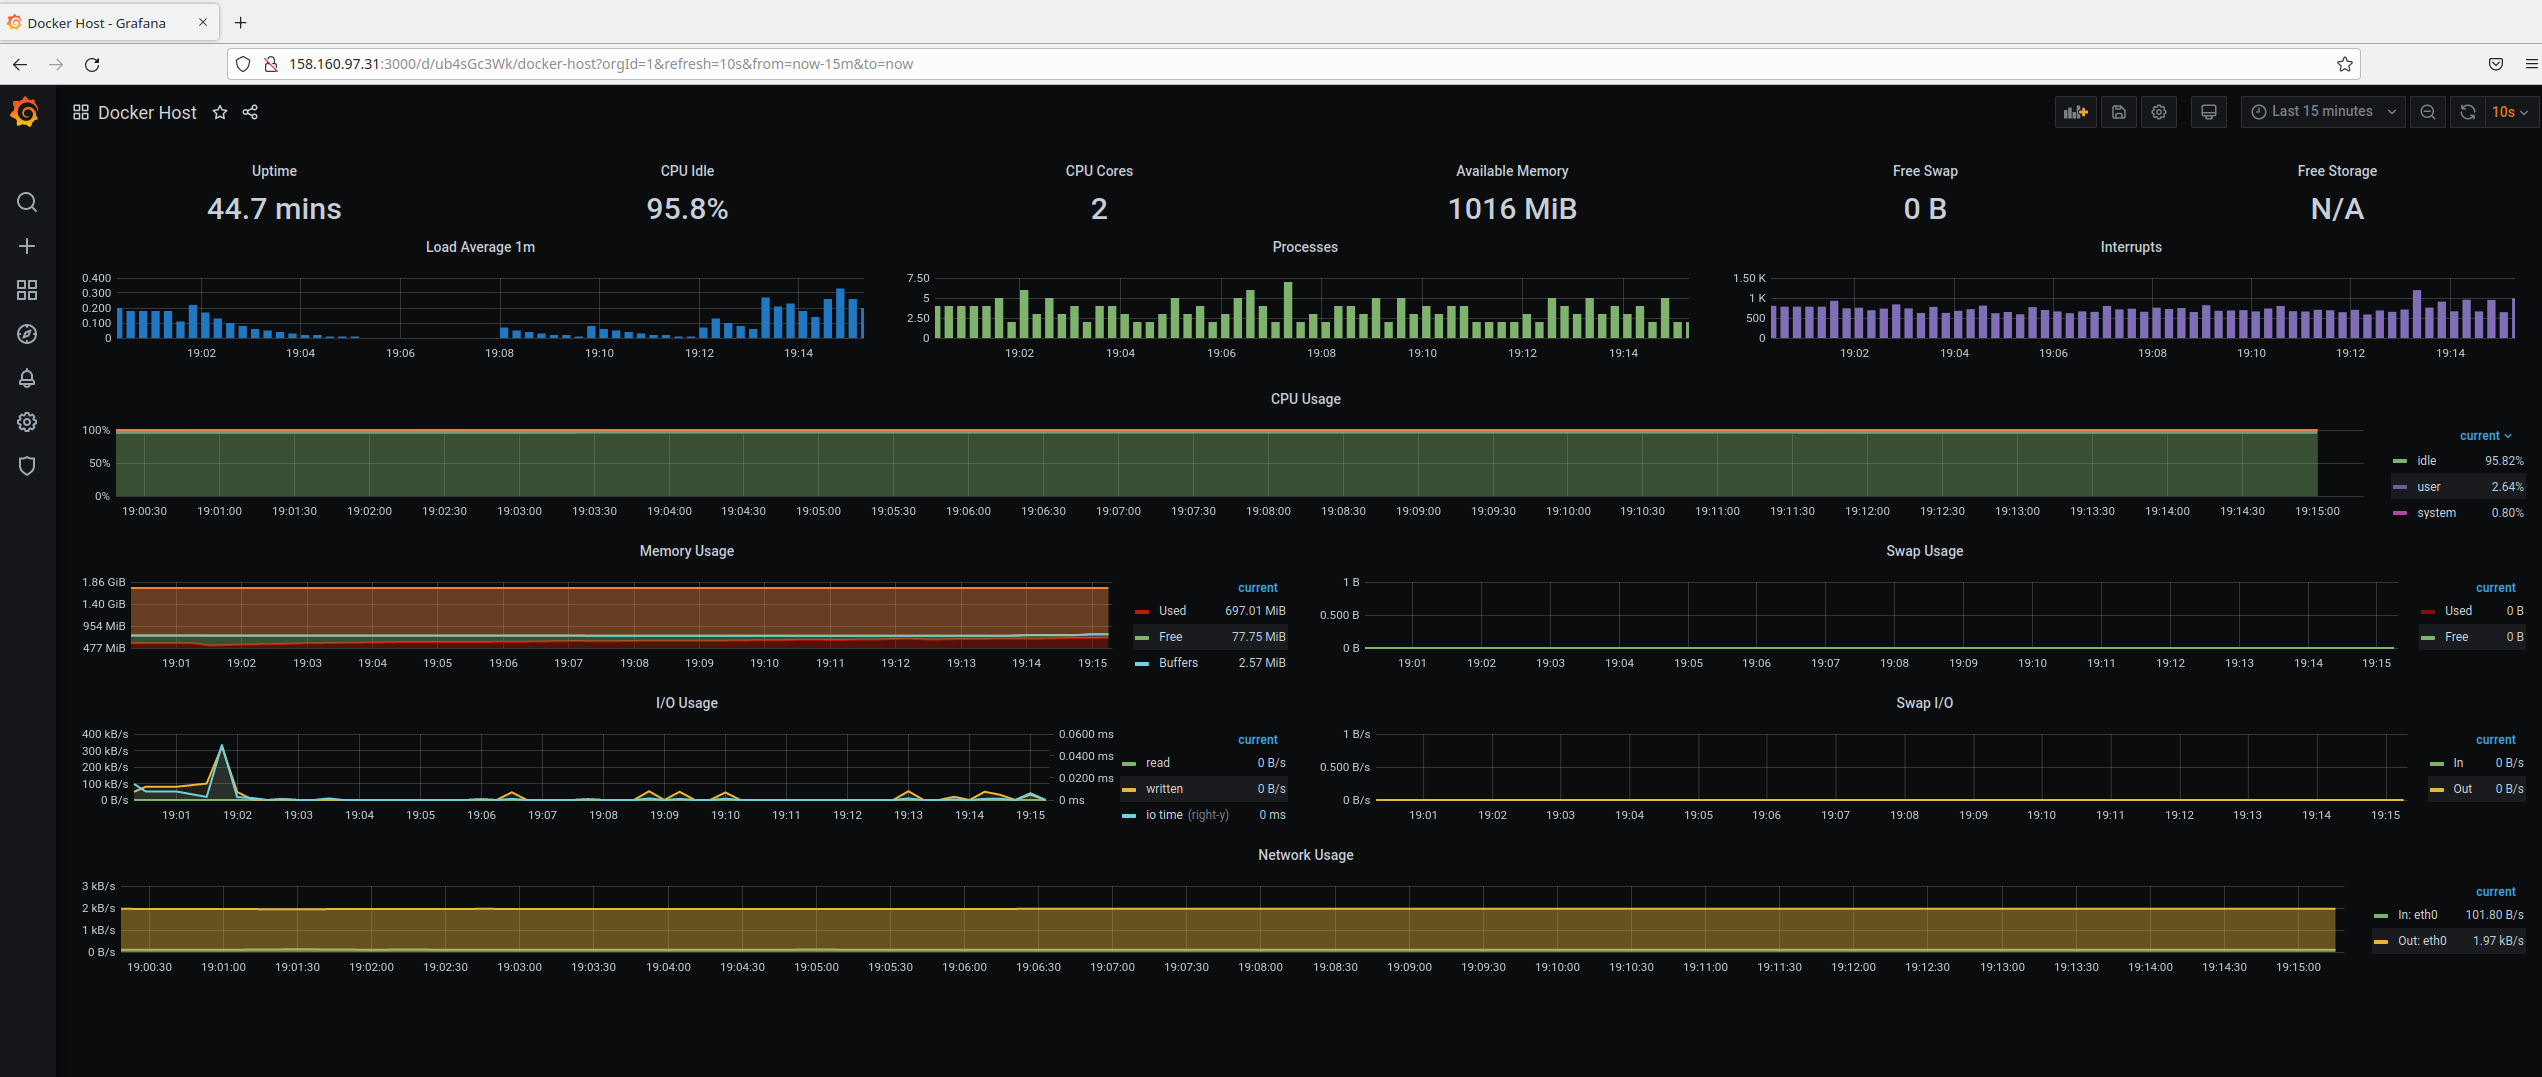 Docker Host - Grafana
158.160.97.31:3000/d/ub4sGc3Wk/docker-host?orgId=1&refresh=10s&from=now-15m&to=now
Docker Host
Last 15 minutes
10s
Uptime
44.7 mins
CPU Idle
95.8%
CPU Cores
2
Available Memory
1016 MiB
Free Swap
0 B
Free Storage
N/A
Load Average 1m
0.400
0.300
0.200
0.100
0
19:02 19:04 19:06 19:08 19:10 19:12 19:14
Processes
7.50
5
2.50
0
19:02 19:04 19:06 19:08 19:10 19:12 19:14
Interrupts
1.50 K
1 K
500
0
19:02 19:04 19:06 19:08 19:10 19:12 19:14
CPU Usage
100%
50%
0%
19:00:30 19:01:00 19:01:30 19:02:00 19:02:30 19:03:00 19:03:30 19:04:00 19:04:30 19:05:00 19:05:30 19:06:00 19:06:30 19:07:00 19:07:30 19:08:00 19:08:30 19:09:00 19:09:30 19:10:00 19:10:30 19:11:00 19:11:30 19:12:00 19:12:30 19:13:00 19:13:30 19:14:00 19:14:30 19:15:00
current
idle 95.82%
user 2.64%
system 0.80%
Memory Usage
1.86 GiB
1.40 GiB
954 MiB
477 MiB
19:01 19:02 19:03 19:04 19:05 19:06 19:07 19:08 19:09 19:10 19:11 19:12 19:13 19:14 19:15
current
Used 697.01 MiB
Free 77.75 MiB
Buffers 2.57 MiB
Swap Usage
1 B
0.500 B
0 B
19:01 19:02 19:03 19:04 19:05 19:06 19:07 19:08 19:09 19:10 19:11 19:12 19:13 19:14 19:15
current
Used 0 B
Free 0 B
I/O Usage
400 kB/s
300 kB/s
200 kB/s
100 kB/s
0 B/s
0.0600 ms
0.0400 ms
0.0200 ms
0 ms
19:01 19:02 19:03 19:04 19:05 19:06 19:07 19:08 19:09 19:10 19:11 19:12 19:13 19:14 19:15
current
read 0 B/s
written 0 B/s
io time (right-y) 0 ms
Swap I/O
1 B/s
0.500 B/s
0 B/s
19:01 19:02 19:03 19:04 19:05 19:06 19:07 19:08 19:09 19:10 19:11 19:12 19:13 19:14 19:15
current
In 0 B/s
Out 0 B/s
Network Usage
3 kB/s
2 kB/s
1 kB/s
0 B/s
19:00:30 19:01:00 19:01:30 19:02:00 19:02:30 19:03:00 19:03:30 19:04:00 19:04:30 19:05:00 19:05:30 19:06:00 19:06:30 19:07:00 19:07:30 19:08:00 19:08:30 19:09:00 19:09:30 19:10:00 19:10:30 19:11:00 19:11:30 19:12:00 19:12:30 19:13:00 19:13:30 19:14:00 19:14:30 19:15:00
current
In: eth0 101.80 B/s
Out: eth0 1.97 kB/s